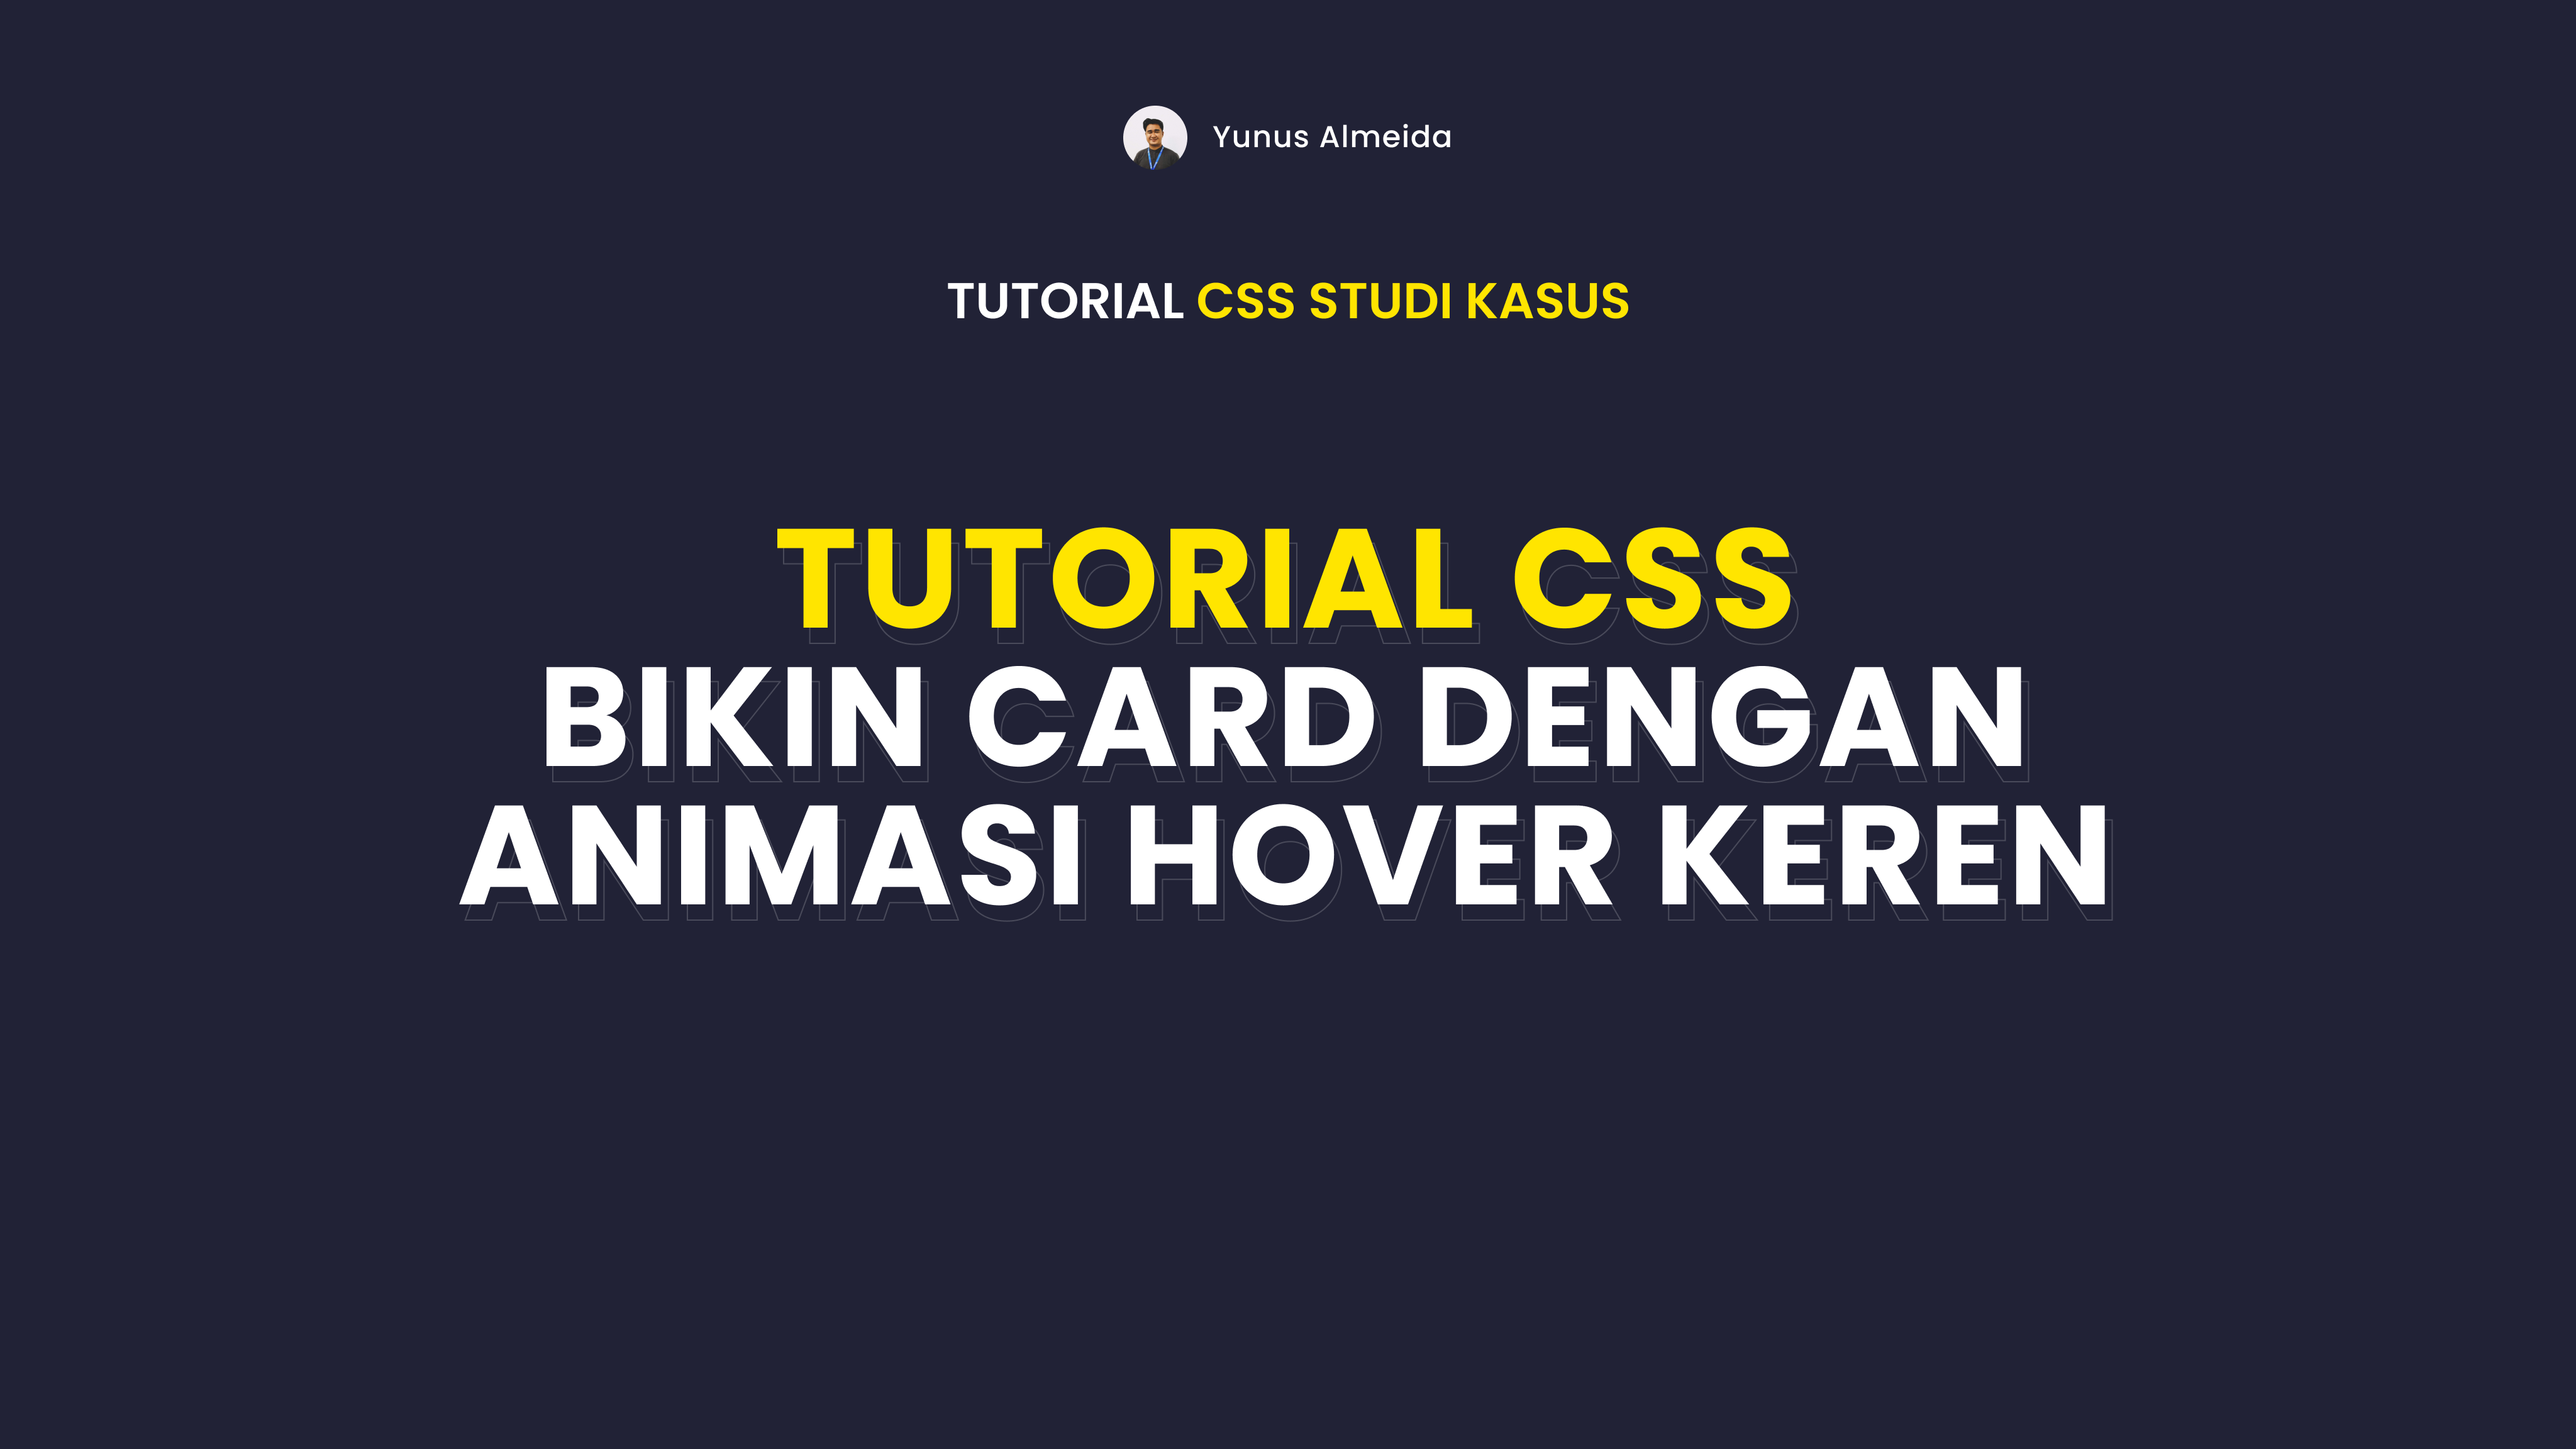 Yunus Almeida
TUTORIAL CSS STUDI KASUS
TUTORIAL CSS
BIKIN CARD DENGAN
ANIMASI HOVER KEREN